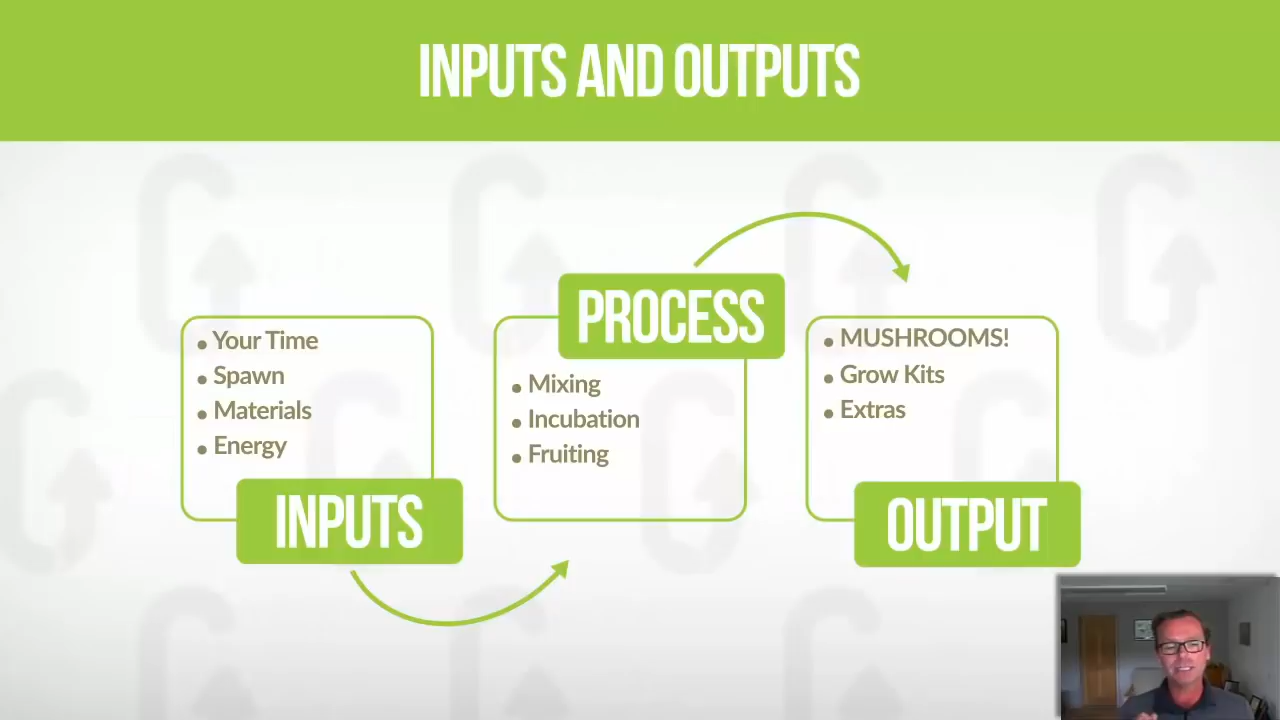 INPUTS AND OUTPUTS
Your Time
Spawn
Materials
Energy
INPUTS
PROCESS
Mixing
Incubation
Fruiting
MUSHROOMS!
Grow Kits
Extras
OUTPUT